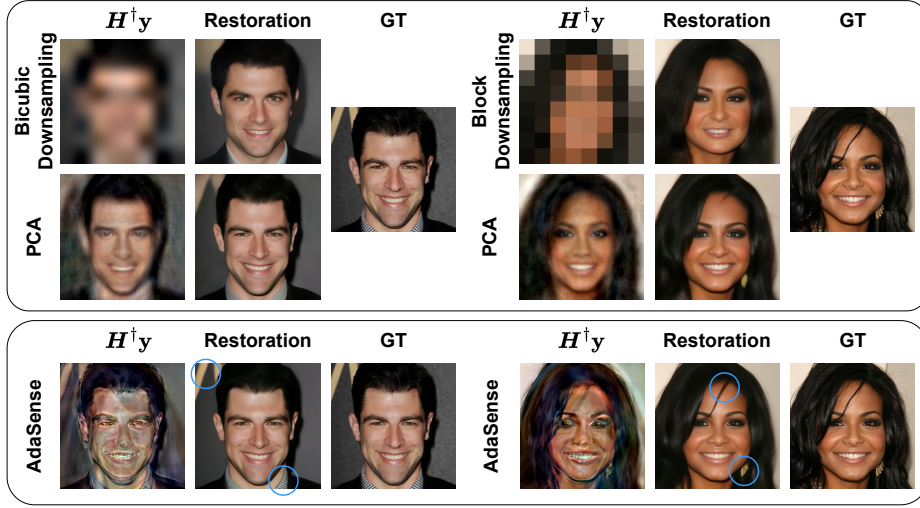 H†y Restoration GT H†y Restoration GT
Bicubic
Downsampling
Block
Downsampling
PCA
PCA
H†y Restoration GT H†y Restoration GT
AdaSense
AdaSense